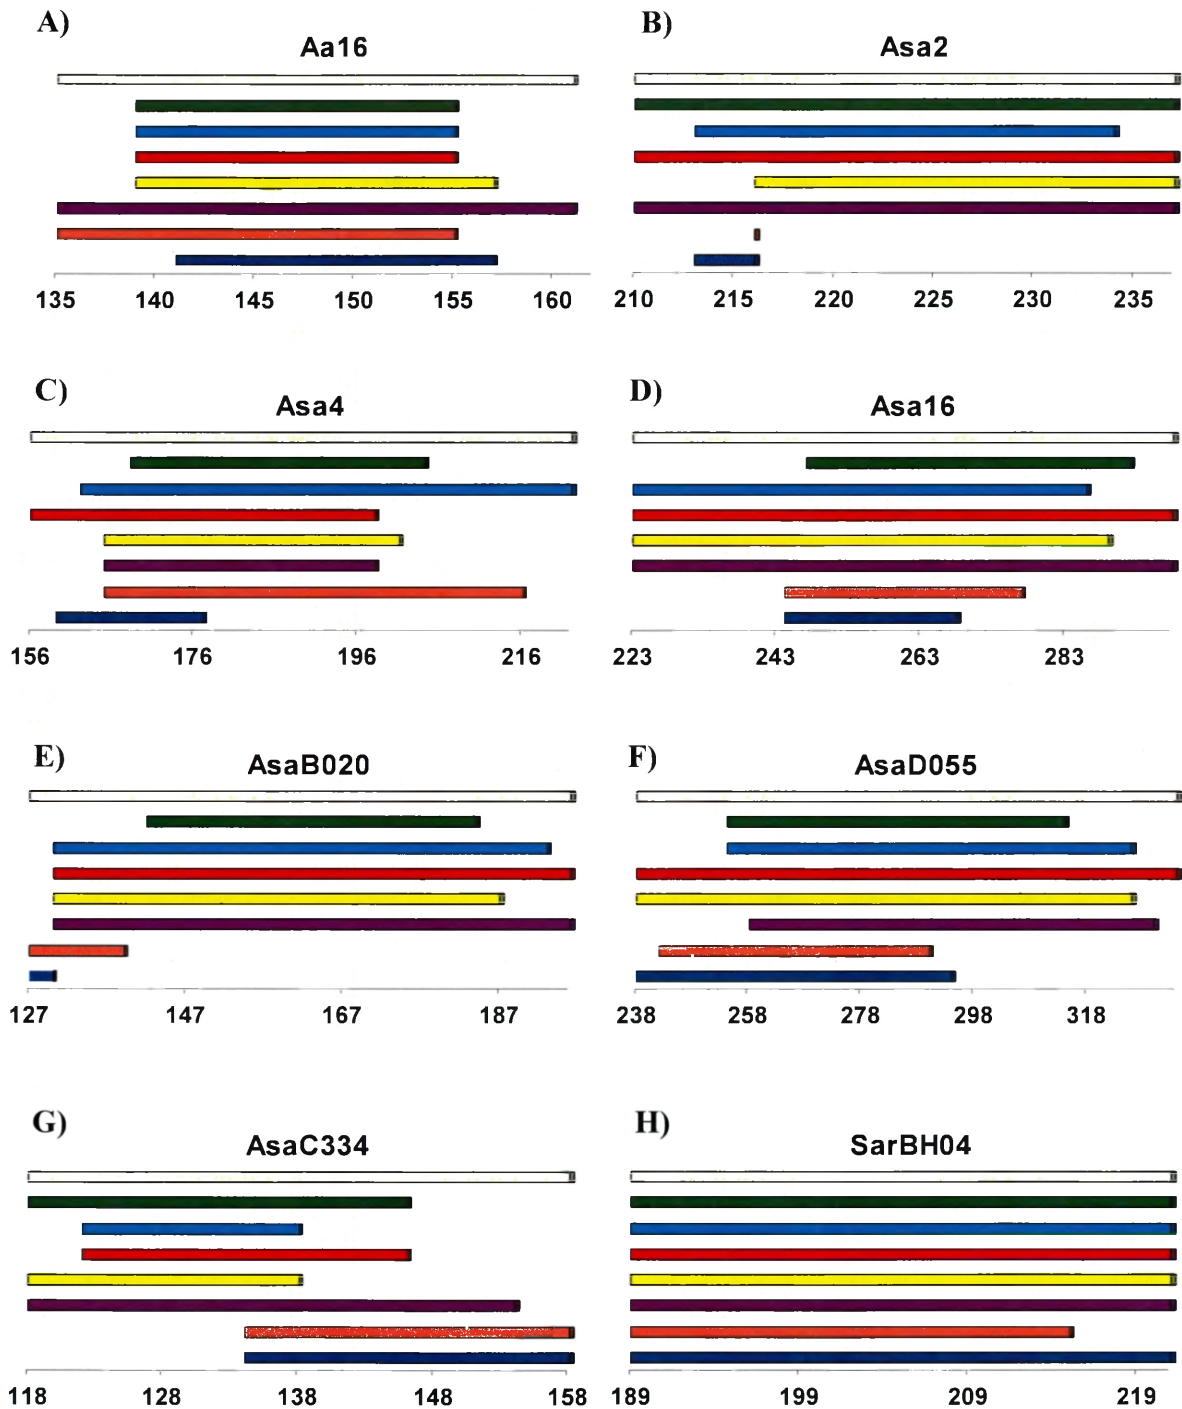 A) B)
Aa16 Asa2
135 140 145 150 155 160 210 215 220 225 230 235
C) D)
Asa4 Asa16
156 176 196 216 223 243 263 283
E) F)
AsaB020 AsaD055
127 147 167 187 238 258 278 298 318
G) H)
AsaC334 SarBH04
118 128 138 148 158 189 199 209 219